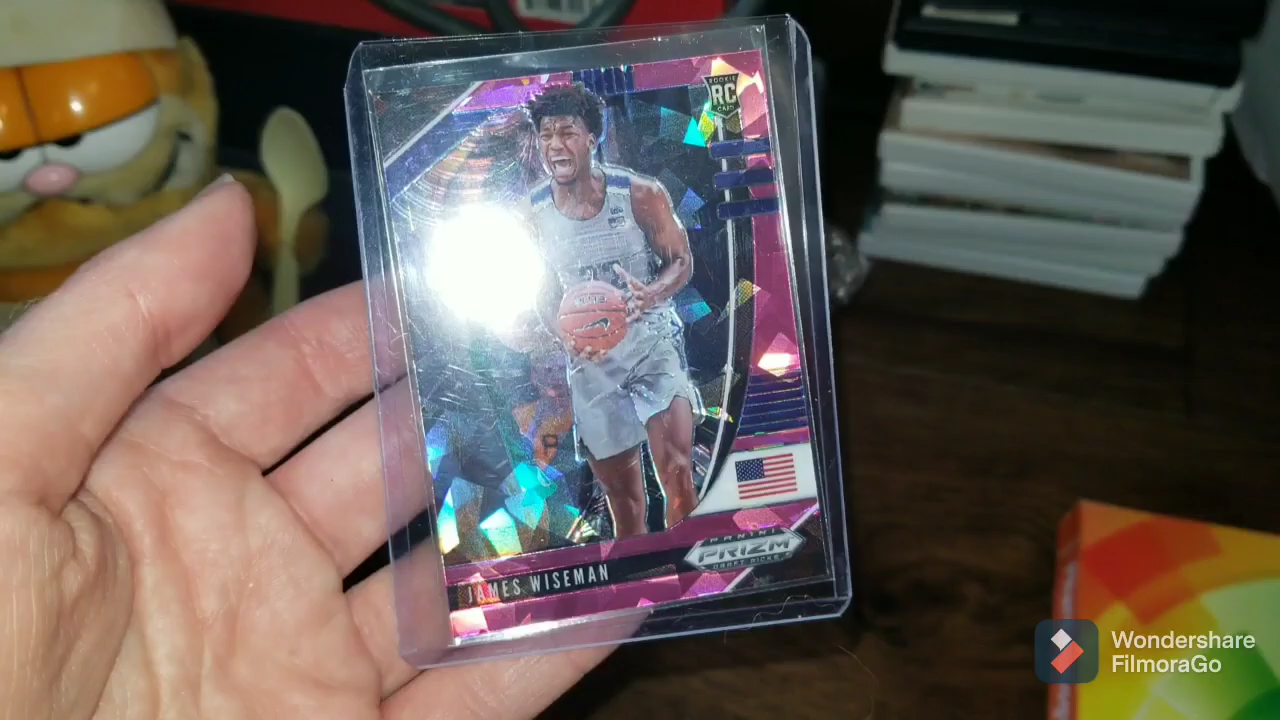 ROOKIE
RC
CARD
PANINI
PRIZM
DRAFT PICKS
JAMES WISEMAN
Wondershare
FilmoraGo